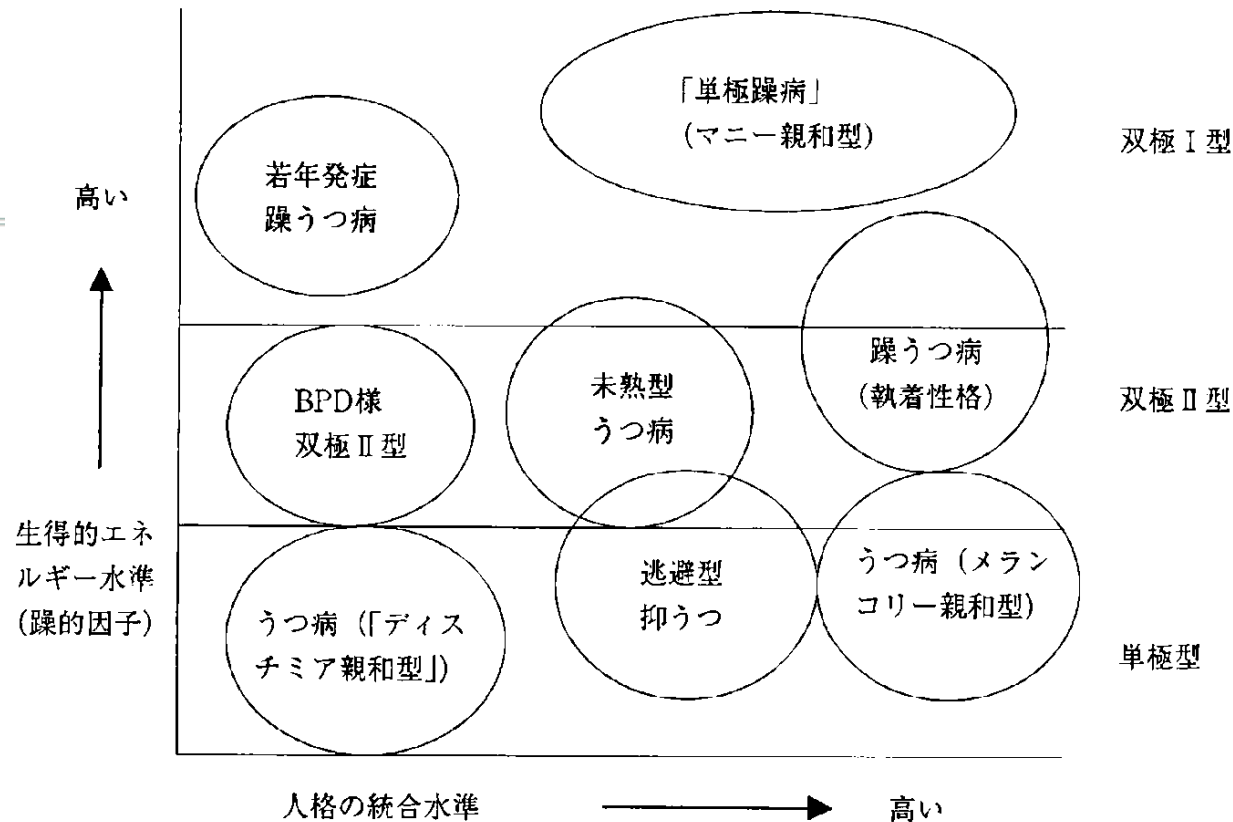 「単極躁病」
(マニー親和型)
双極Ⅰ型
若年発症
躁うつ病
高い
躁うつ病
(執着性格)
双極Ⅱ型
未熟型
うつ病
BPD様
双極Ⅱ型
生得的エネ
ルギー水準
(躁的因子)
うつ病(「ディス
チミア親和型」)
逃避型
抑うつ
うつ病(メラン
コリー親和型)
単極型
人格の統合水準
高い